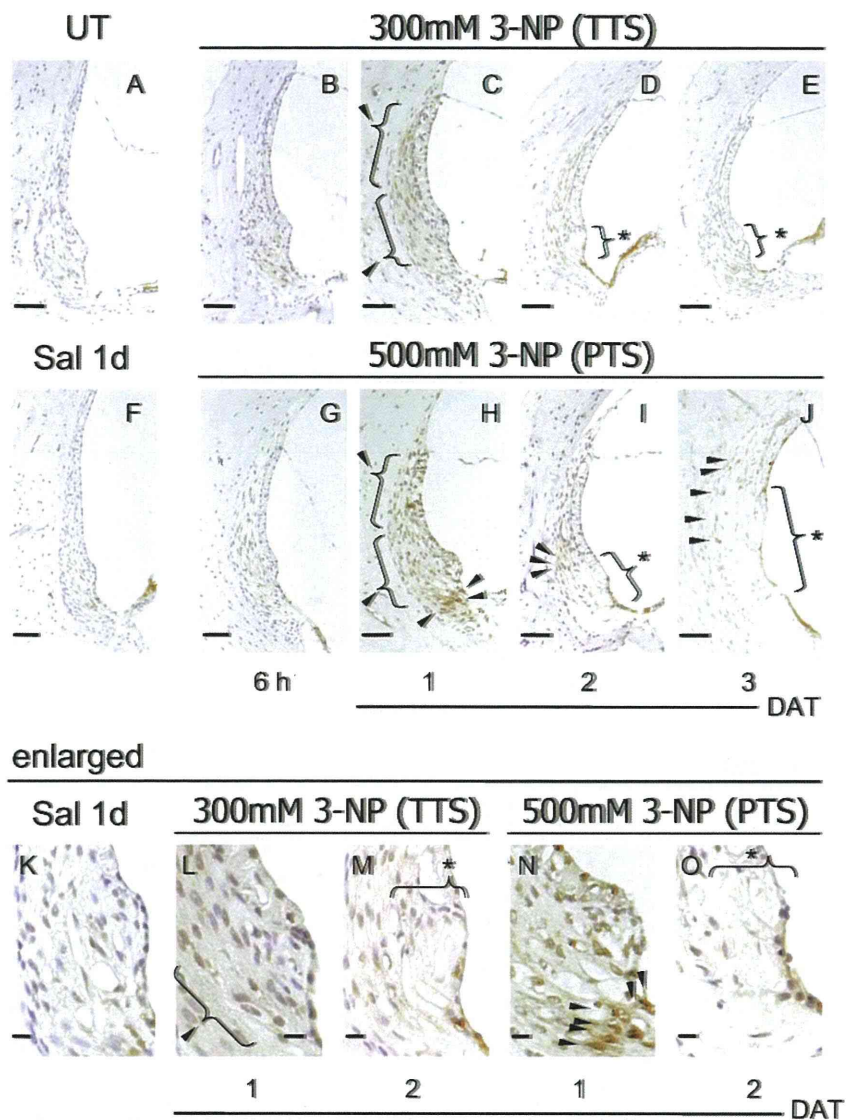 UT 300mM 3-NP (TTS)
A B C D E
* *
Sal 1d 500mM 3-NP (PTS)
F G H I J
* *
6 h 1 2 3
DAT
enlarged
Sal 1d 300mM 3-NP (TTS) 500mM 3-NP (PTS)
K L M N O
* *
1 2 1 2
DAT